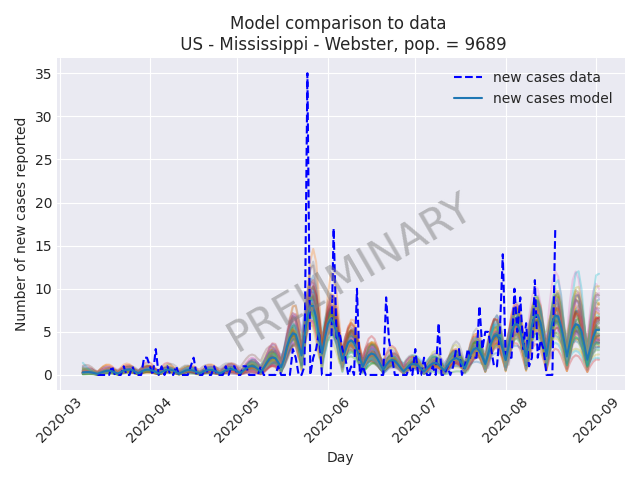 Model comparison to data
US - Mississippi - Webster, pop. = 9689
new cases data
new cases model
35
30
25
20
15
10
5
0
Number of new cases reported
PRELIMINARY
2020-03
2020-04
2020-05
2020-06
2020-07
2020-08
2020-09
Day